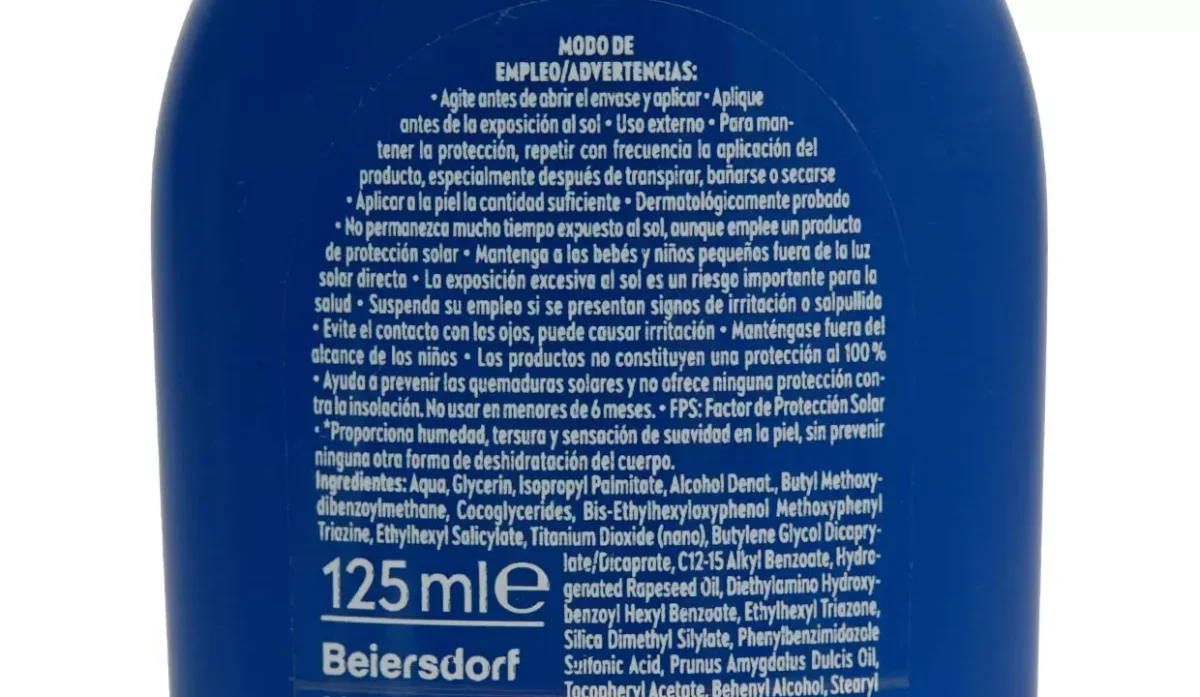 MODO DE
EMPLEO/ADVERTENCIAS:
• Agite antes de abrir el envase y aplicar • Aplique
antes de la exposición al sol • Uso externo • Para man-
tener la protección, repetir con frecuencia la aplicación del
producto, especialmente después de transpirar, bañarse o secarse
• Aplicar a la piel la cantidad suficiente • Dermatológicamente probado
• No permanezca mucho tiempo expuesto al sol, aunque emplee un producto
de protección solar • Mantenga a los bebés y niños pequeños fuera de la luz
solar directa • La exposición excesiva al sol es un riesgo importante para la
salud • Suspenda su empleo si se presentan signos de irritación o salpullido
• Evite el contacto con los ojos, puede causar irritación • Manténgase fuera del
alcance de los niños • Los productos no constituyen una protección al 100%
• Ayuda a prevenir las quemaduras solares y no ofrece ninguna protección con-
tra la insolación. No usar en menores de 6 meses. • FPS: Factor de Protección Solar
• *Proporciona humedad, tersura y sensación de suavidad en la piel, sin prevenir
ninguna otra forma de deshidratación del cuerpo.
Ingredientes: Aqua, Glycerin, Isopropyl Palmitate, Alcohol Denat., Butyl Methoxy-
dibenzoylmethane, Cocoglycerides, Bis-Ethylhexyloxyphenol Methoxyphenyl
Triazine, Ethylhexyl Salicylate, Titanium Dioxide (nano), Butylene Glycol Dicapry-
late/Dicaprate, C12-15 Alkyl Benzoate, Hydro-
genated Rapeseed Oil, Diethylamino Hydroxy-
benzoyl Hexyl Benzoate, Ethylhexyl Triazone,
Silica Dimethyl Silylate, Phenylbenzimidazole
Sulfonic Acid, Prunus Amygdalus Dulcis Oil,
Tocopheryl Acetate, Behenyl Alcohol, Stearyl
125 ml e
Beiersdorf